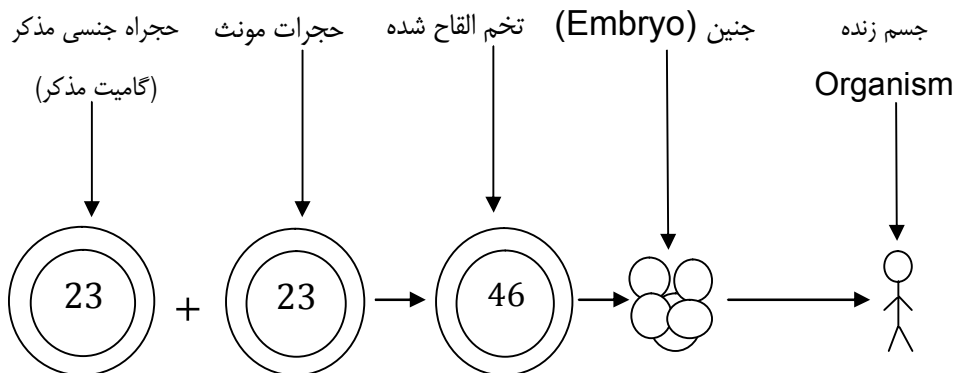 حجراه جنسی مذکر
(گامیت مذکر)
حجرات مونث
تخم القاح شده
جنین (Embryo)
جسم زنده
Organism
23 + 23 46